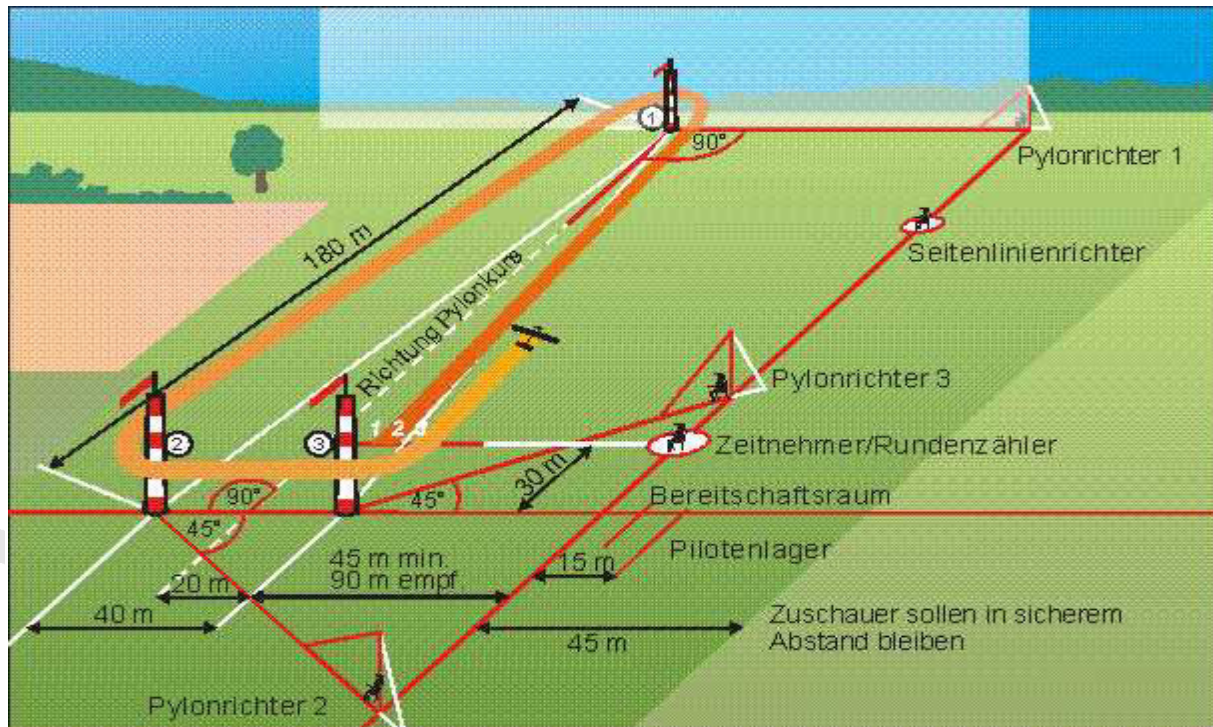 1
90°
Pylonrichter 1
Seitenlinienrichter
180 m
Richtung Pylonkurs
Pylonrichter 3
2
3
1 2
Zeitnehmer/Rundenzähler
30 m
90°
45°
45°
Bereitschaftsraum
Pilotenlager
45 m min.
90 m empf.
15 m
20 m
40 m
45 m
Zuschauer sollen in sicherem
Abstand bleiben
Pylonrichter 2